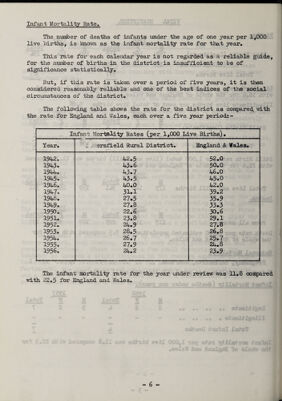 Infant Mortality Rate.
The number of deaths of infants under the age of one year per 1,000
live births, is known as the infant mortality rate for that year.
This rate for each calendar year is not regarded as a reliable guide,
for the number of births in the district is insufficient to be of
significance statistically.
But, if this rate is taken over a period of five years, it is then
considered reasonably reliable and one of the best indices of the social
circumstances of the district.
The following table shows the rate for the district as compared with
the rate for England and Wales, each over a five year period:-
Infant Mortality Rates (per 1,000 Live Births).
Year. Rural District. England & Wales.
1942. 42.5 52.0
1943. 43.6 50.0
1944. 43.7 46.0
1945. 43.5 45.0
1946. 40.0 42.0
1947. 31.1 39.2
1948. 27.5 35.9
1949. 27.8 33.3
1950. 22.6 30.6
1951. 23.8 29.1
1952. 24.9 27.8
1953. 28.5 26.8
1954. 26.7 25.7
1955. 27.9 24.8
1956. 24.2 23.9
The infant mortality rate for the year under review was 11.8 compared
with 22.5 for England and Wales.
- 6 -